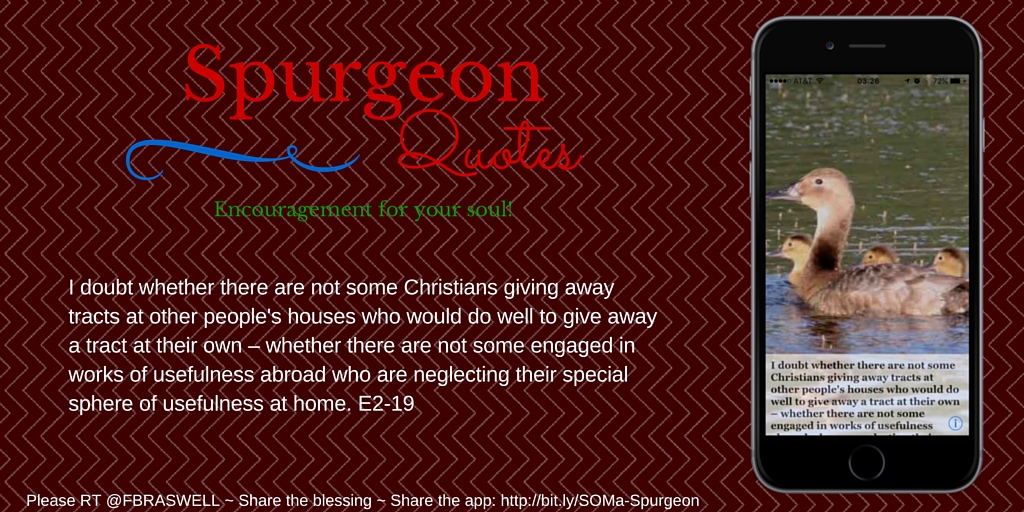 Spurgeon
Quotes
Encouragement for your soul!
I doubt whether there are not some Christians giving away
tracts at other people's houses who would do well to give away
a tract at their own – whether there are not some engaged in
works of usefulness abroad who are neglecting their special
sphere of usefulness at home. E2-19
Please RT @FBRASWELL ~ Share the blessing ~ Share the app: http://bit.ly/SOMa-Spurgeon
AT&T 03:26 72%
I doubt whether there are not some
Christians giving away tracts at
other people's houses who would do
well to give away a tract at their own
– whether there are not some
engaged in works of usefulness